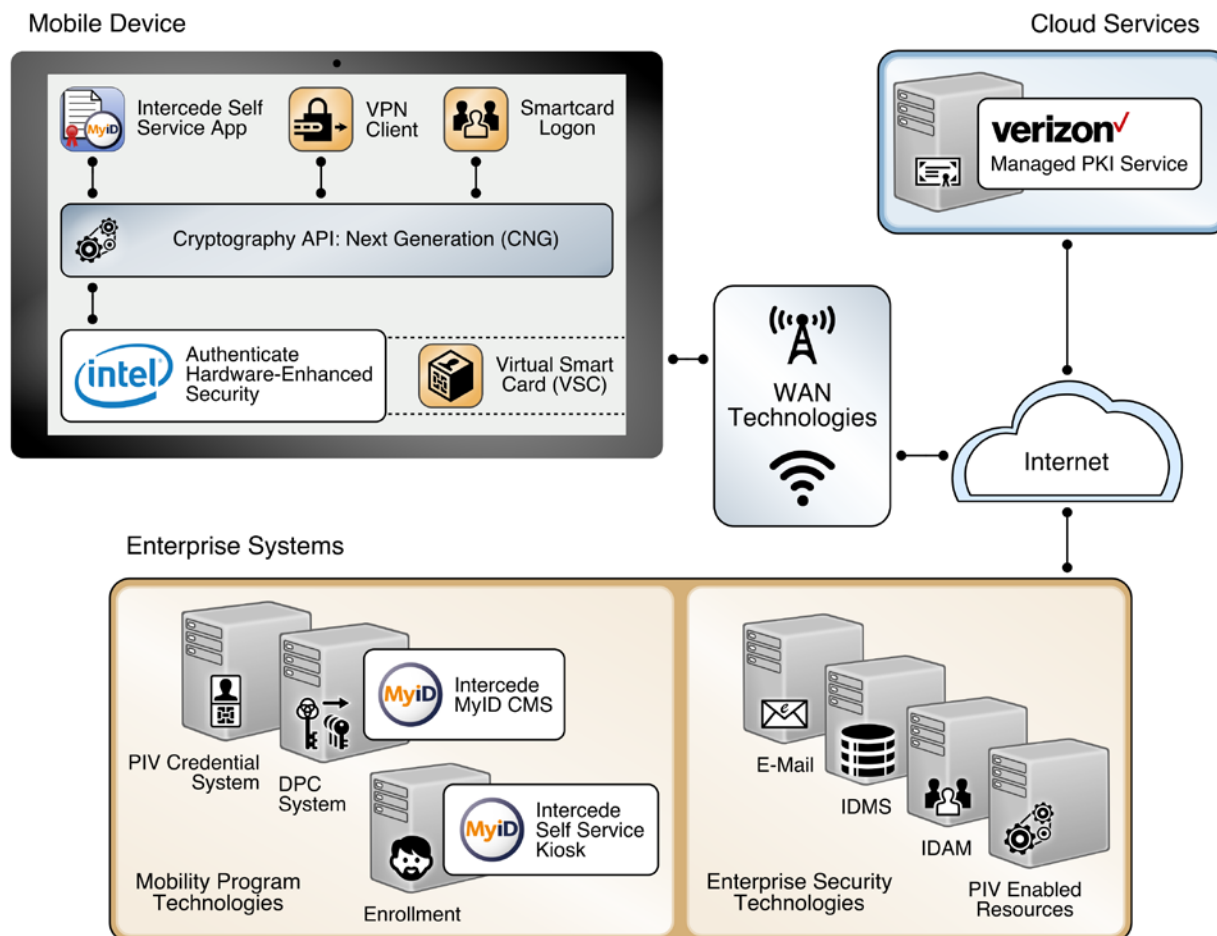 Mobile Device
Cloud Services
Intercede Self
Service App
MyiD
VPN
Client
Smartcard
Logon
Cryptography API: Next Generation (CNG)
intel
Authenticate
Hardware-Enhanced
Security
Virtual Smart
Card (VSC)
verizon✓
Managed PKI Service
WAN
Technologies
Internet
Enterprise Systems
PIV Credential
System
DPC
System
MyiD
Intercede
MyID CMS
Enrollment
MyiD
Intercede
Self Service
Kiosk
Mobility Program
Technologies
e
E-Mail
IDMS
IDAM
PIV Enabled
Resources
Enterprise Security
Technologies